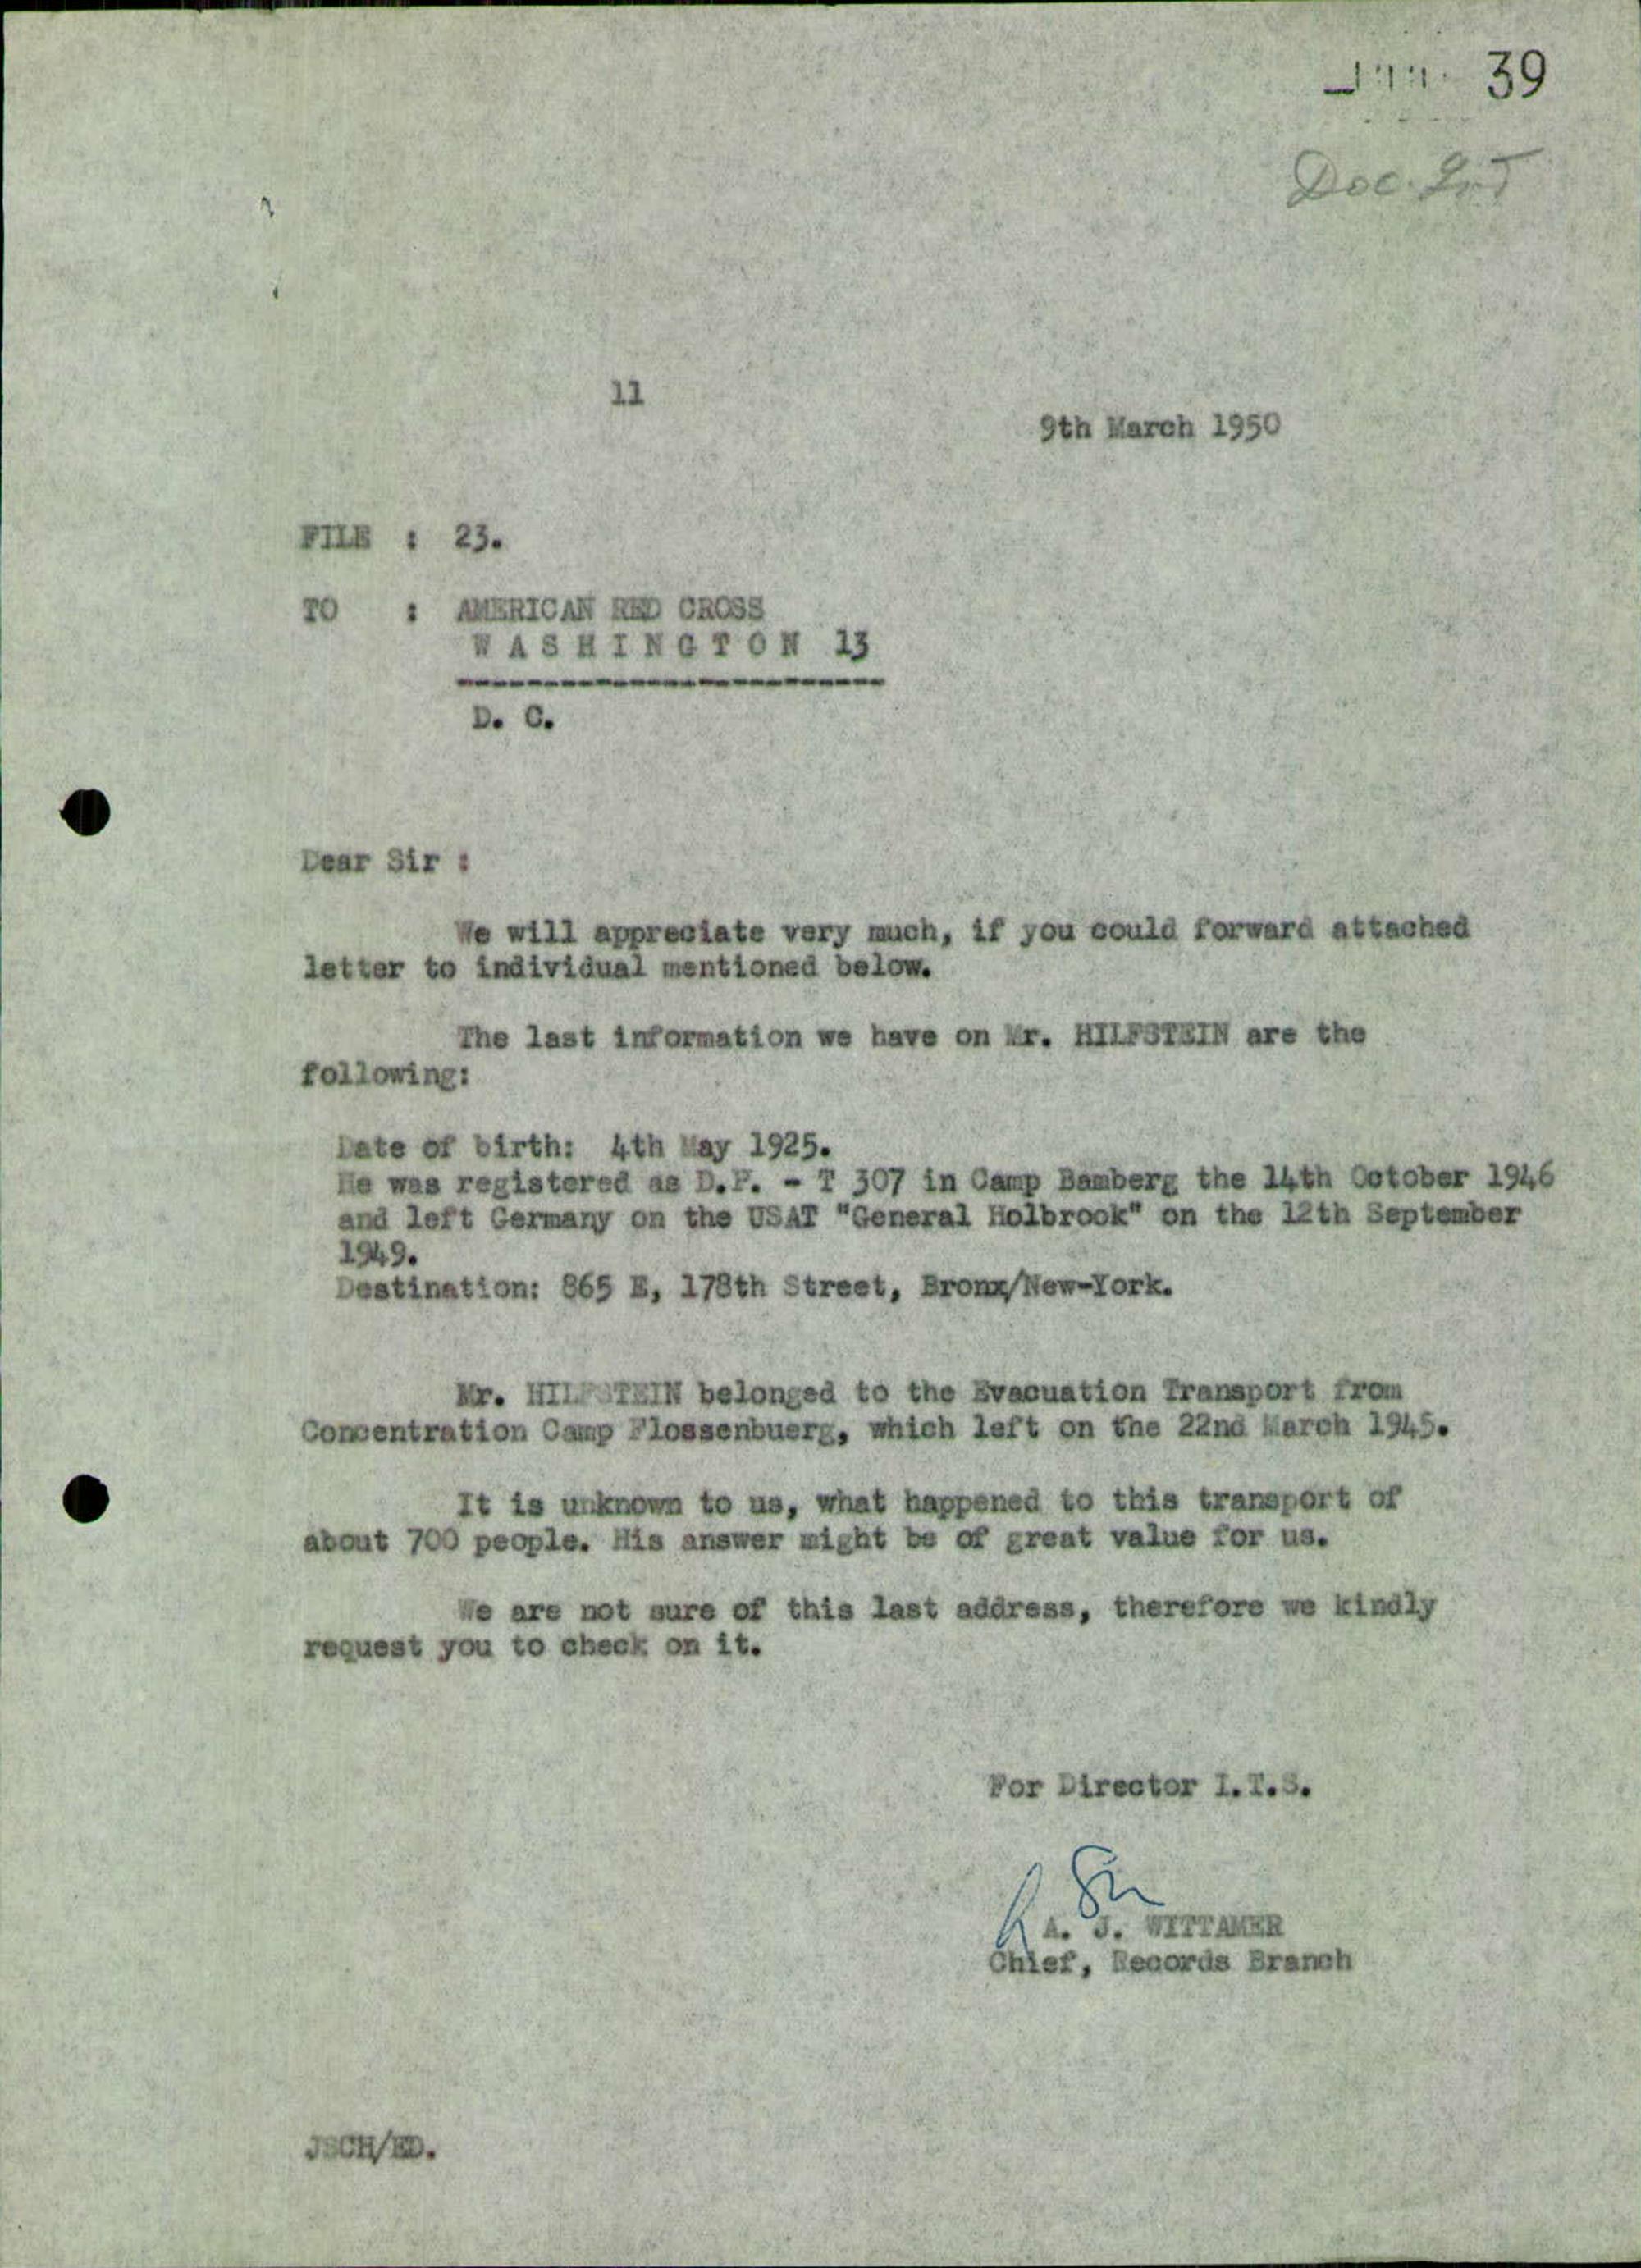 39
Doc. Int
11
9th March 1950
FILE : 23.
TO : AMERICAN RED CROSS
WASHINGTON 13
D. C.
Dear Sir :
We will appreciate very much, if you could forward attached
letter to individual mentioned below.
The last information we have on Mr. HILFSTEIN are the
following:
Date of birth: 4th May 1925.
He was registered as D.P. - T 307 in Camp Bamberg the 14th October 1946
and left Germany on the USAT "General Holbrook" on the 12th September
1949.
Destination: 865 E, 178th Street, Bronx/New-York.
Mr. HILFSTEIN belonged to the Evacuation Transport from
Concentration Camp Flossenbuerg, which left on the 22nd March 1945.
It is unknown to us, what happened to this transport of
about 700 people. His answer might be of great value for us.
We are not sure of this last address, therefore we kindly
request you to check on it.
For Director I.T.S.
A. J. WITTAMER
Chief, Records Branch
JSCH/ED.